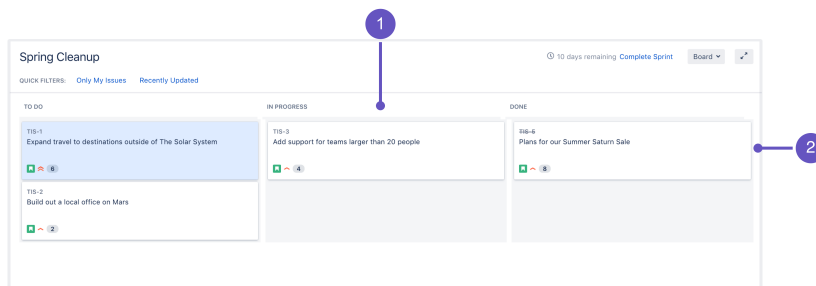 1
Spring Cleanup
10 days remaining Complete Sprint Board
QUICK FILTERS: Only My Issues Recently Updated
TO DO IN PROGRESS DONE
TIS-1
Expand travel to destinations outside of The Solar System
6
TIS-3
Add support for teams larger than 20 people
4
TIS-6
Plans for our Summer Saturn Sale
8
2
TIS-2
Build out a local office on Mars
2